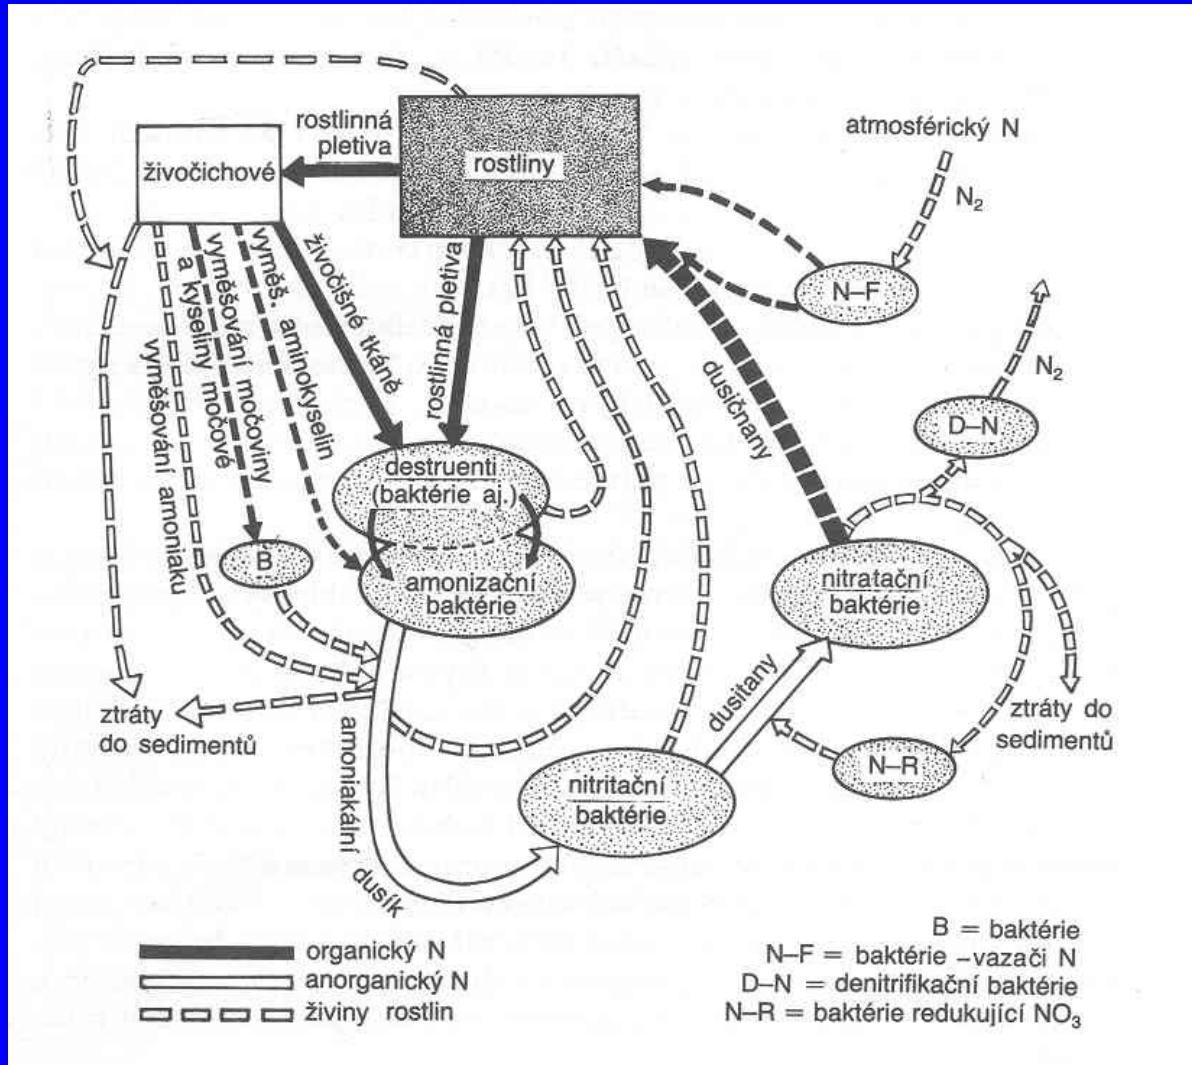 rostlinná
pletiva
rostliny
živočichové
atmosférický N
N₂
N–F
živočišné tkáně
rostlinná pletiva
vyměš. aminokyselin
vyměšování močoviny
a kyseliny močové
vyměšování amoniaku
dusičnany
N₂
D–N
destruenti
(baktérie aj.)
B
amonizační
baktérie
nitratační
baktérie
ztráty
do sedimentů
amoniakální dusík
dusitany
ztráty do
sedimentů
N–R
nitritační
baktérie
organický N
anorganický N
živiny rostlin
B = baktérie
N–F = baktérie –vazači N
D–N = denitrifikační baktérie
N–R = baktérie redukující NO₃